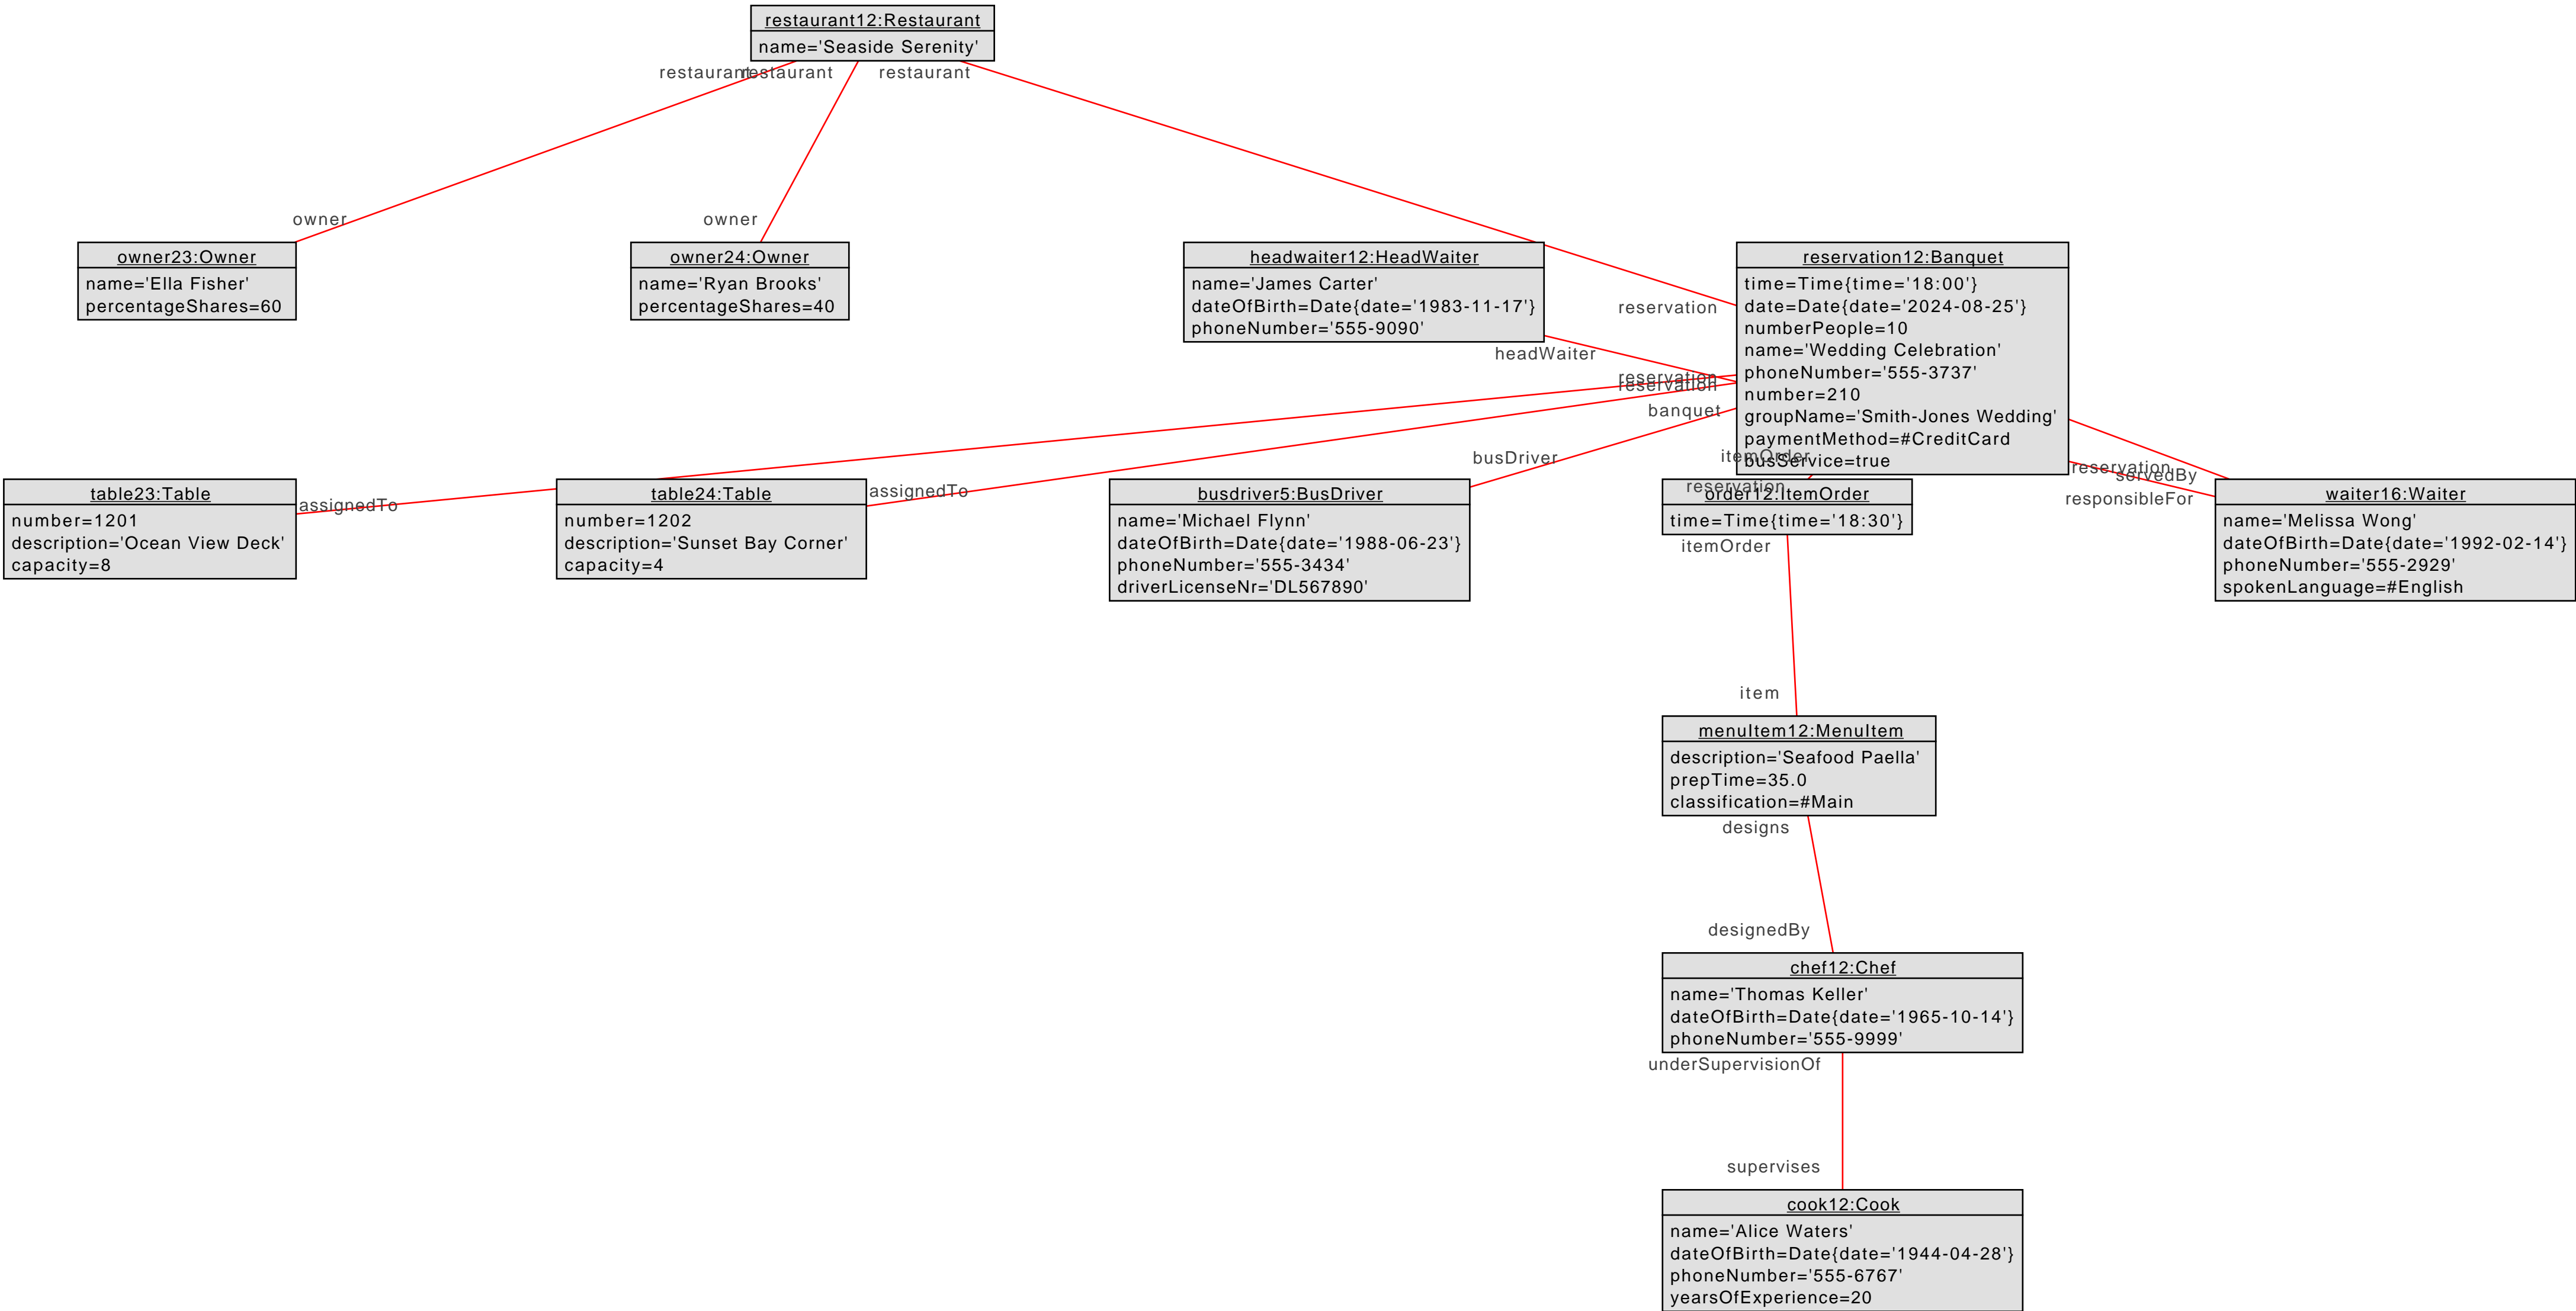 restaurant12:Restaurant
name='Seaside Serenity'
restaurant
restaurant
restaurant
owner
owner
owner23:Owner
name='Ella Fisher'
percentageShares=60
owner24:Owner
name='Ryan Brooks'
percentageShares=40
headwaiter12:HeadWaiter
name='James Carter'
dateOfBirth=Date{date='1983-11-17'}
phoneNumber='555-9090'
reservation12:Banquet
time=Time{time='18:00'}
date=Date{date='2024-08-25'}
numberPeople=10
name='Wedding Celebration'
phoneNumber='555-3737'
number=210
groupName='Smith-Jones Wedding'
paymentMethod=#CreditCard
busService=true
reservation
headWaiter
reservation
reservation
banquet
busDriver
itemOrder
reservation
reservation
servedBy
responsibleFor
assignedTo
assignedTo
table23:Table
number=1201
description='Ocean View Deck'
capacity=8
table24:Table
number=1202
description='Sunset Bay Corner'
capacity=4
busdriver5:BusDriver
name='Michael Flynn'
dateOfBirth=Date{date='1988-06-23'}
phoneNumber='555-3434'
driverLicenseNr='DL567890'
order12:ItemOrder
time=Time{time='18:30'}
waiter16:Waiter
name='Melissa Wong'
dateOfBirth=Date{date='1992-02-14'}
phoneNumber='555-2929'
spokenLanguage=#English
itemOrder
item
menuItem12:MenuItem
description='Seafood Paella'
prepTime=35.0
classification=#Main
designs
designedBy
chef12:Chef
name='Thomas Keller'
dateOfBirth=Date{date='1965-10-14'}
phoneNumber='555-9999'
underSupervisionOf
supervises
cook12:Cook
name='Alice Waters'
dateOfBirth=Date{date='1944-04-28'}
phoneNumber='555-6767'
yearsOfExperience=20